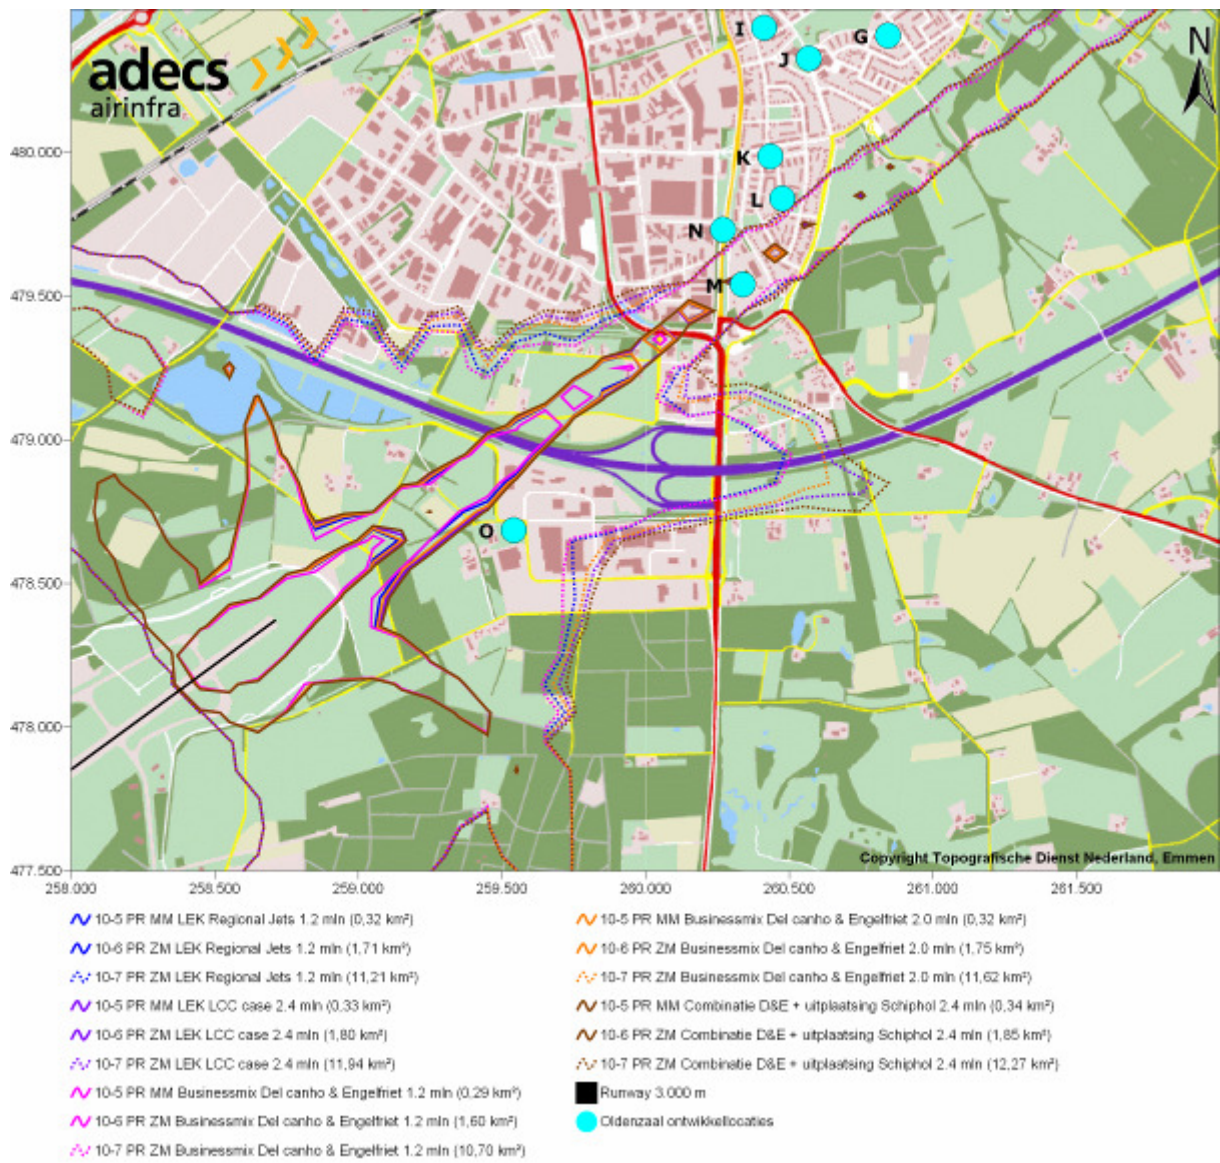 adecs
airinfra
N
I
G
J
K
L
N
M
O
480.000
479.500
479.000
478.500
478.000
477.500
Copyright Topografische Dienst Nederland, Emmen
258.000 258.500 259.000 259.500 260.000 260.500 261.000 261.500
10-5 PR MM LEK Regional Jets 1.2 mln (0,32 km²)
10-6 PR ZM LEK Regional Jets 1.2 mln (1,71 km²)
10-7 PR ZM LEK Regional Jets 1.2 mln (11,21 km²)
10-5 PR MM LEK LCC case 2.4 mln (0,33 km²)
10-6 PR ZM LEK LCC case 2.4 mln (1,80 km²)
10-7 PR ZM LEK LCC case 2.4 mln (11,94 km²)
10-5 PR MM Businessmix Del canho & Engelfriet 1.2 mln (0,29 km²)
10-6 PR ZM Businessmix Del canho & Engelfriet 1.2 mln (1,60 km²)
10-7 PR ZM Businessmix Del canho & Engelfriet 1.2 mln (10,70 km²)
10-5 PR MM Businessmix Del canho & Engelfriet 2.0 mln (0,32 km²)
10-6 PR ZM Businessmix Del canho & Engelfriet 2.0 mln (1,75 km²)
10-7 PR ZM Businessmix Del canho & Engelfriet 2.0 mln (11,62 km²)
10-5 PR MM Combinatie D&E + uitplaatsing Schiphol 2.4 mln (0,34 km²)
10-6 PR ZM Combinatie D&E + uitplaatsing Schiphol 2.4 mln (1,85 km²)
10-7 PR ZM Combinatie D&E + uitplaatsing Schiphol 2.4 mln (12,27 km²)
Runway 3.000 m
Oldenzaal ontwikkellocaties